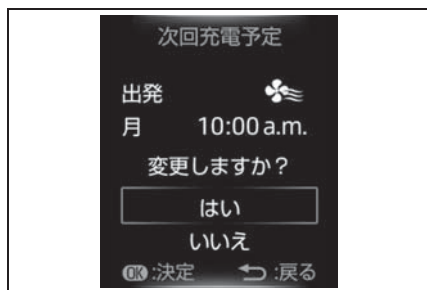 次回充電予定
出発
月 10:00 a.m.
変更しますか？
はい
いいえ
OK :決定 :戻る